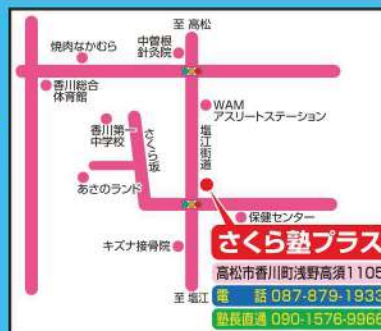 至 高松
焼肉なかむら
中曽根
針灸院
香川総合
体育館
WAM
アスリートステーション
香川第一
中学校
さくら坂
塩江街道
あさのランド
保健センター
キズナ接骨院
さくら塾プラス
高松市香川町浅野高須1105
至 塩江
電 話 087-879-1933
塾長直通 090-1576-9966